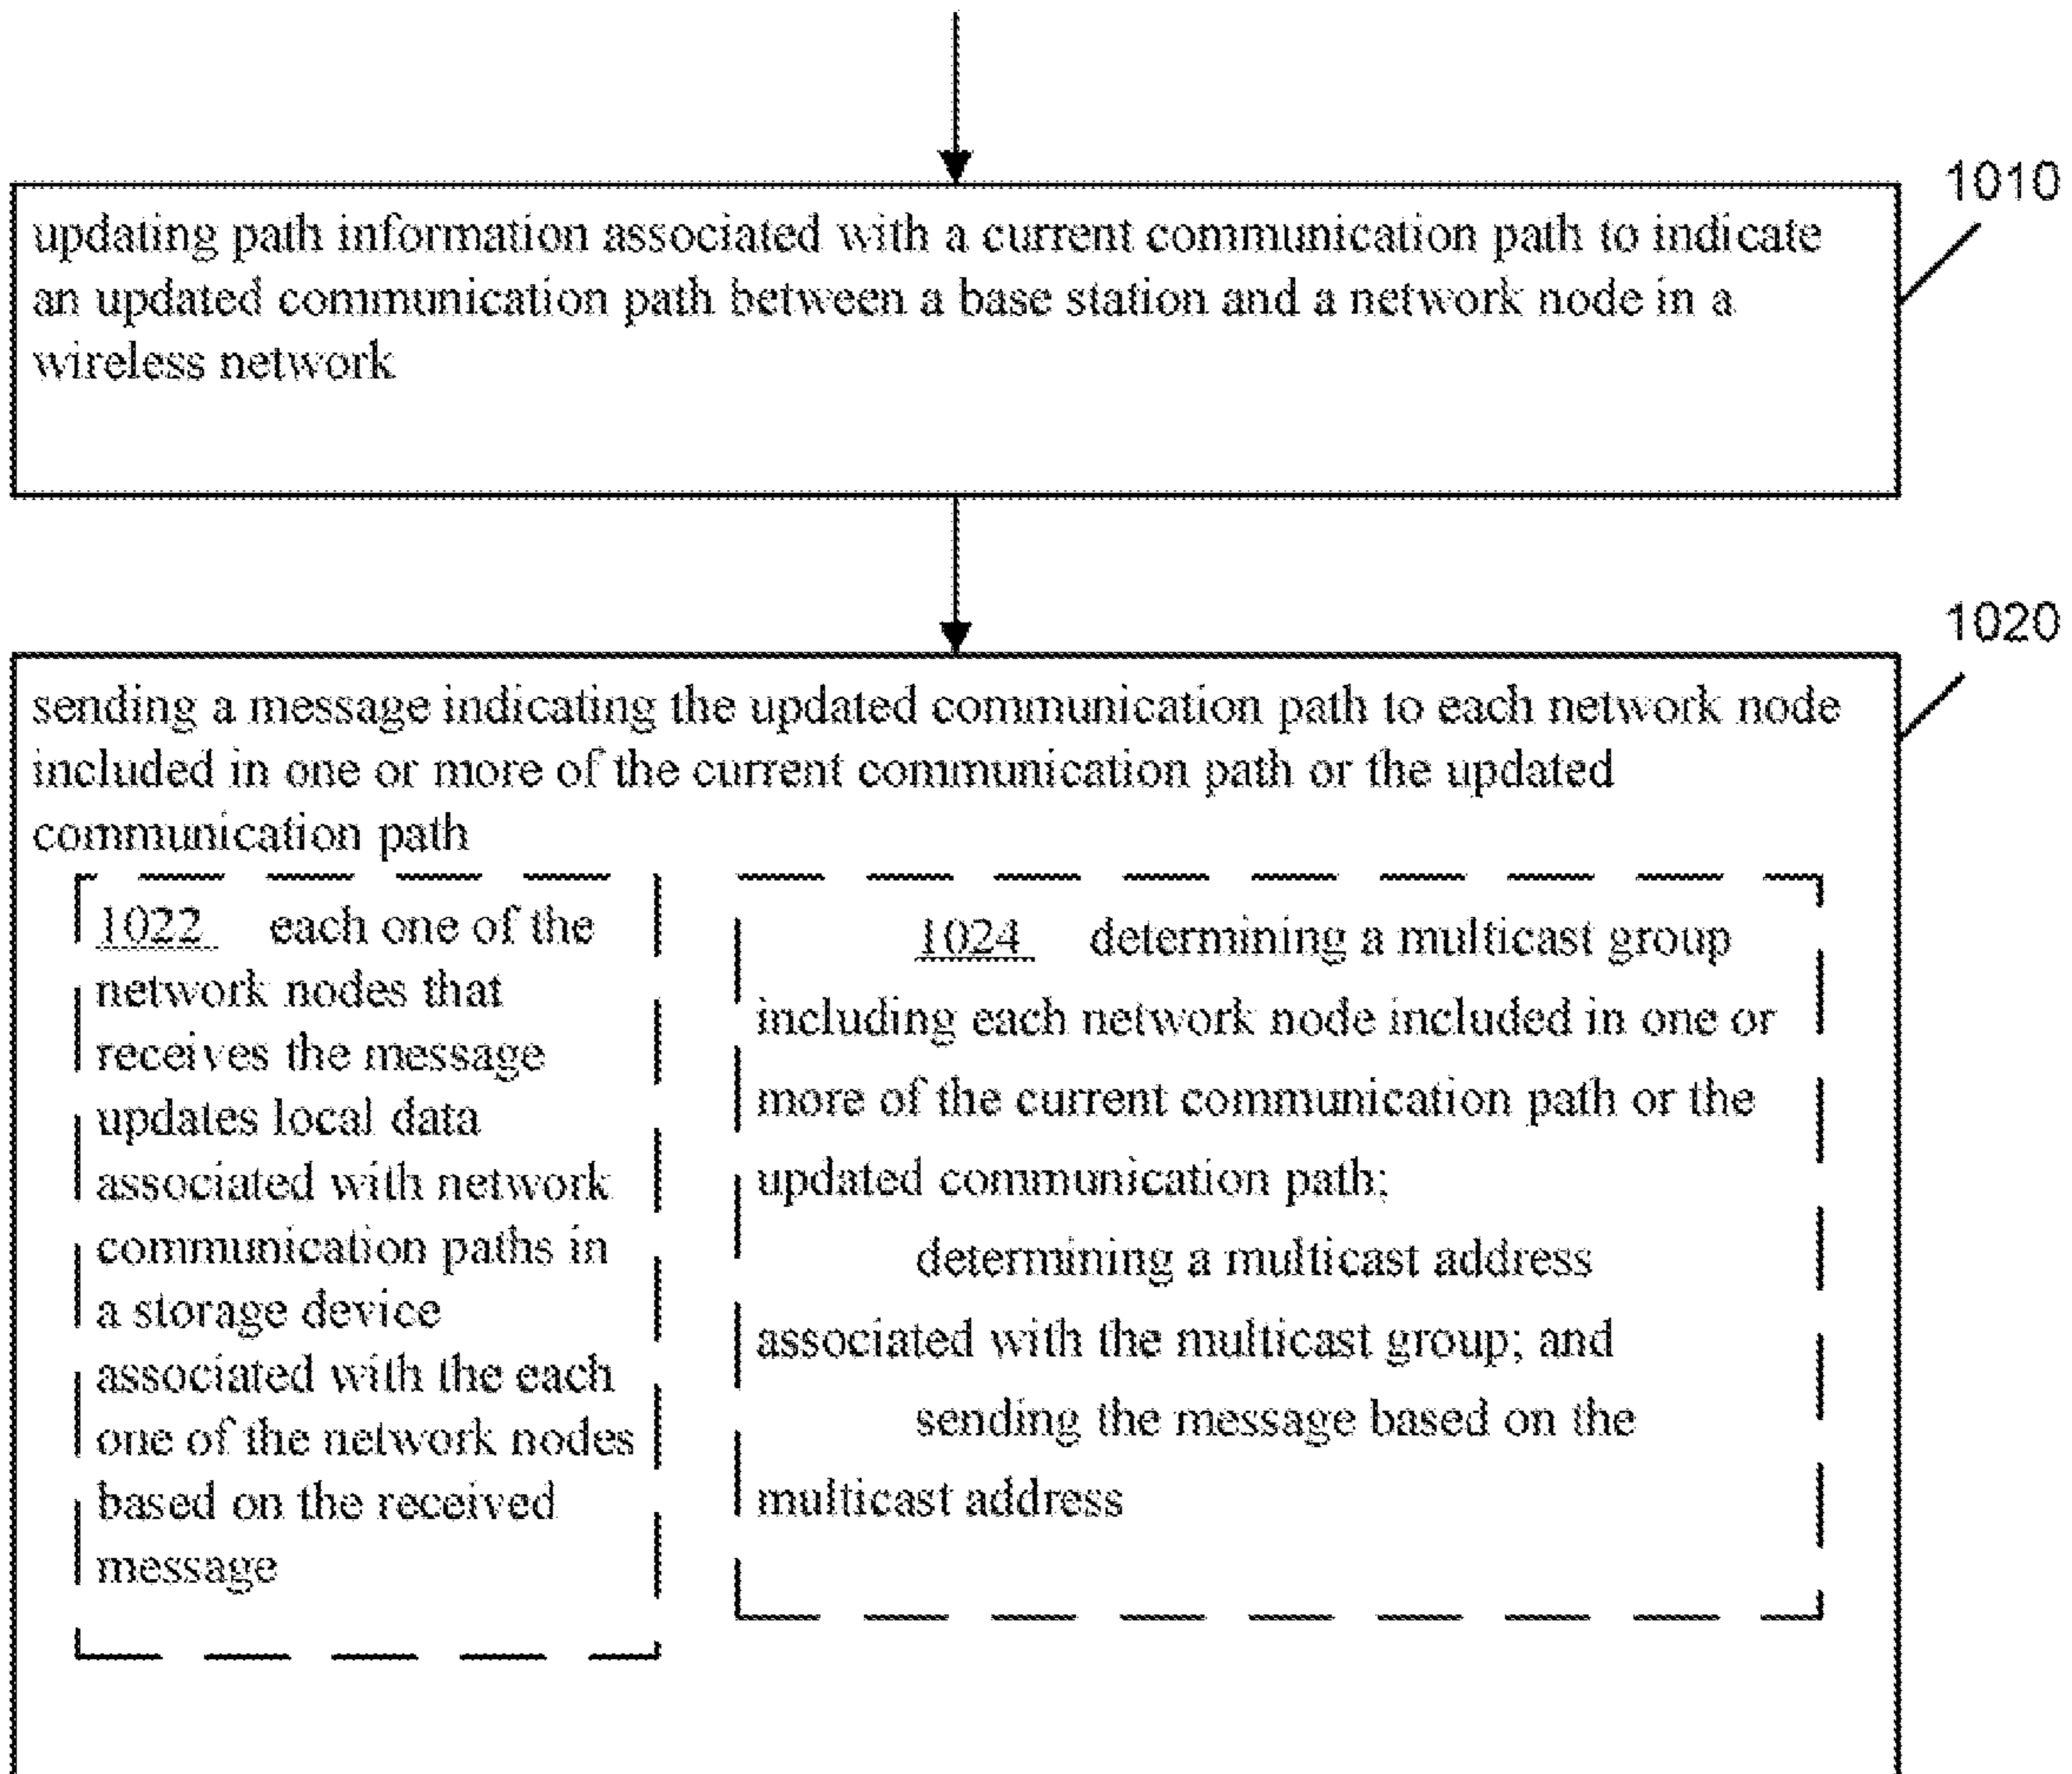 1010
updating path information associated with a current communication path to indicate
an updated communication path between a base station and a network node in a
wireless network
1020
sending a message indicating the updated communication path to each network node
included in one or more of the current communication path or the updated
communication path
1022 each one of the
network nodes that
receives the message
updates local data
associated with network
communication paths in
a storage device
associated with the each
one of the network nodes
based on the received
message
1024 determining a multicast group
including each network node included in one or
more of the current communication path or the
updated communication path;
determining a multicast address
associated with the multicast group; and
sending the message based on the
multicast address